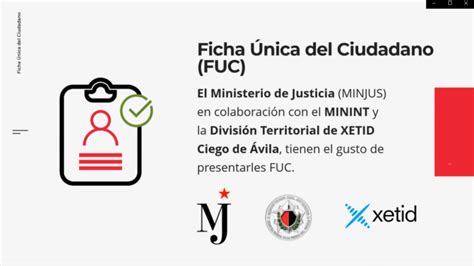 Ficha Única del Ciudadano
Ficha Única del Ciudadano
(FUC)
El Ministerio de Justicia (MINJUS)
en colaboración con el MININT y
la División Territorial de XETID
Ciego de Ávila, tienen el gusto de
presentarles FUC.
MJ
xetid